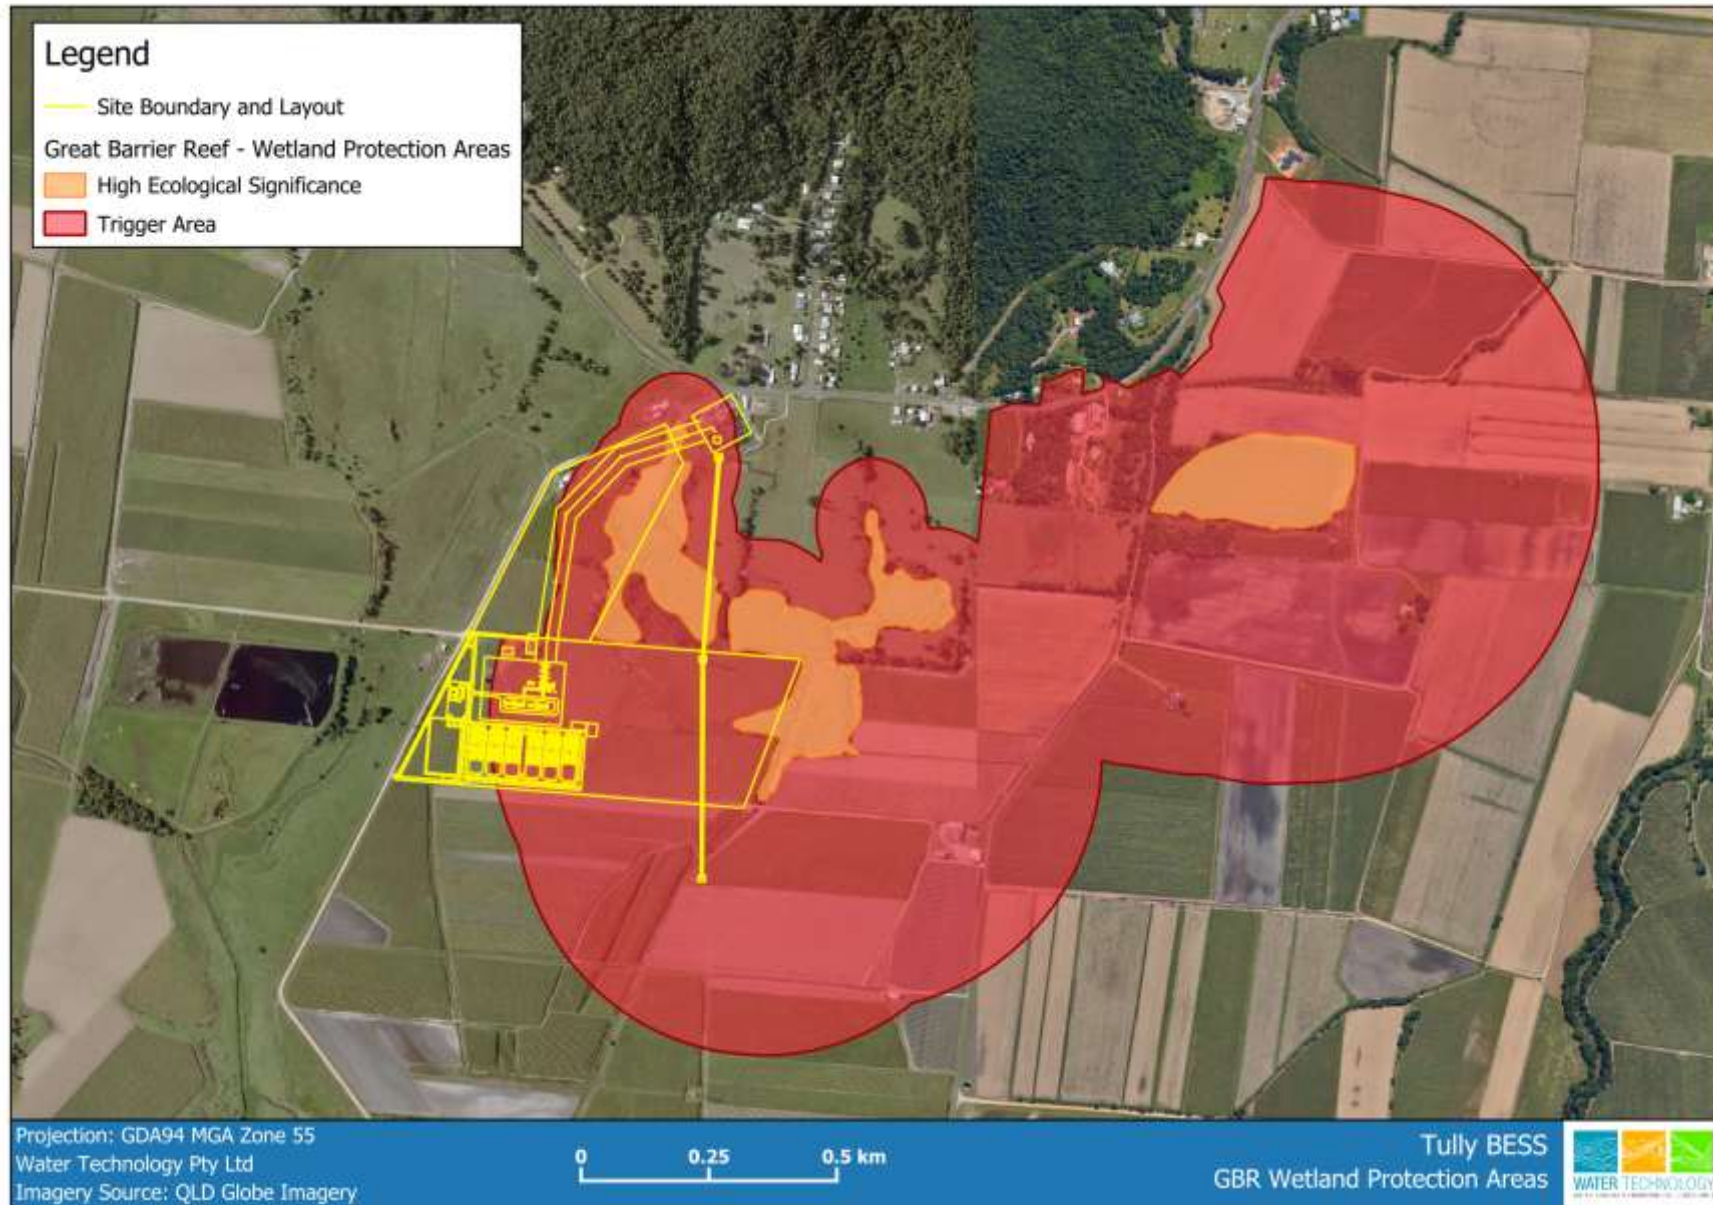 Legend
Site Boundary and Layout
Great Barrier Reef - Wetland Protection Areas
High Ecological Significance
Trigger Area
Projection: GDA94 MGA Zone 55
Water Technology Pty Ltd
Imagery Source: QLD Globe Imagery
0 0.25 0.5 km
Tully BESS
GBR Wetland Protection Areas
WATER TECHNOLOGY